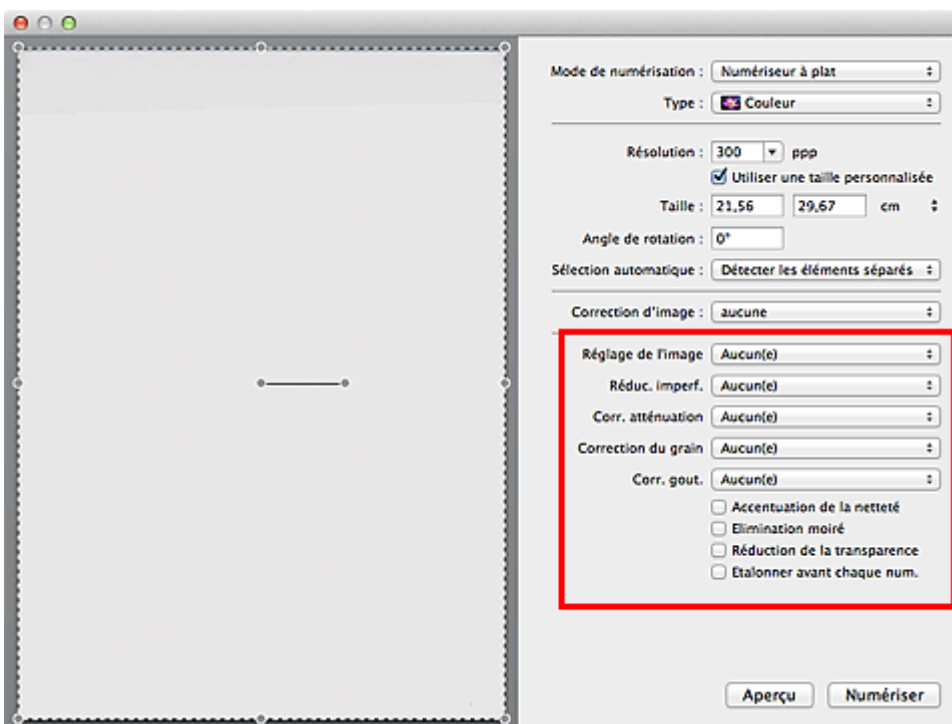 Mode de numérisation : Numériseur à plat
Type : Couleur
Résolution : 300 ppp
Utiliser une taille personnalisée
Taille : 21,56 29,67 cm
Angle de rotation : 0°
Sélection automatique : Détecter les éléments séparés
Correction d'image : aucune
Réglage de l'image Aucun(e)
Réduc. imperf. Aucun(e)
Corr. atténuation Aucun(e)
Correction du grain Aucun(e)
Corr. gout. Aucun(e)
Accentuation de la netteté
Elimination moiré
Réduction de la transparence
Etalonner avant chaque num.
Aperçu Numériser